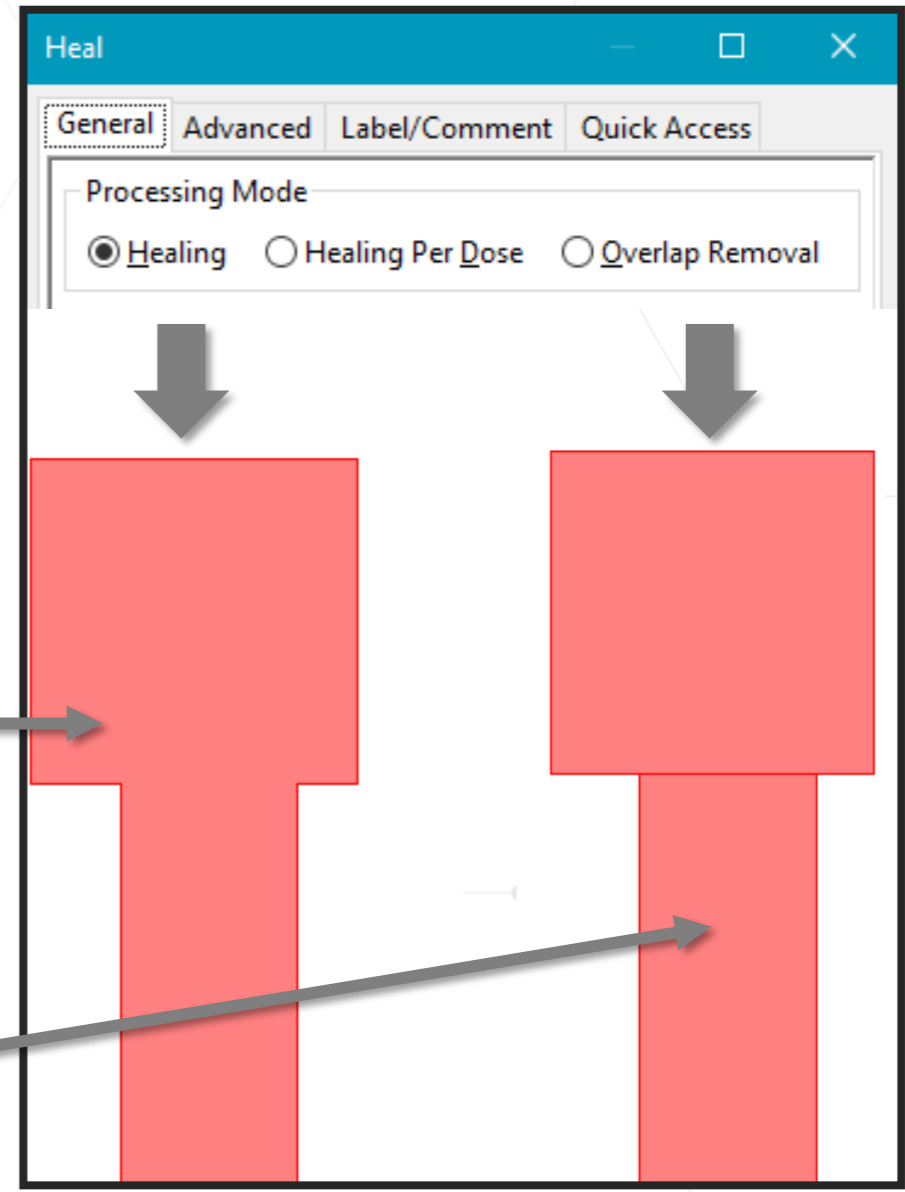 Heal
General Advanced Label/Comment Quick Access
Processing Mode
Healing Healing Per Dose Overlap Removal